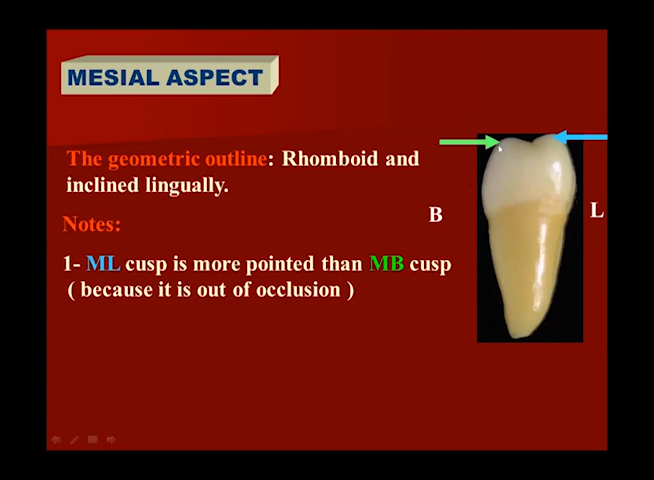 MESIAL ASPECT
The geometric outline: Rhomboid and
inclined lingually.
Notes:
B
L
1- ML cusp is more pointed than MB cusp
( because it is out of occlusion )